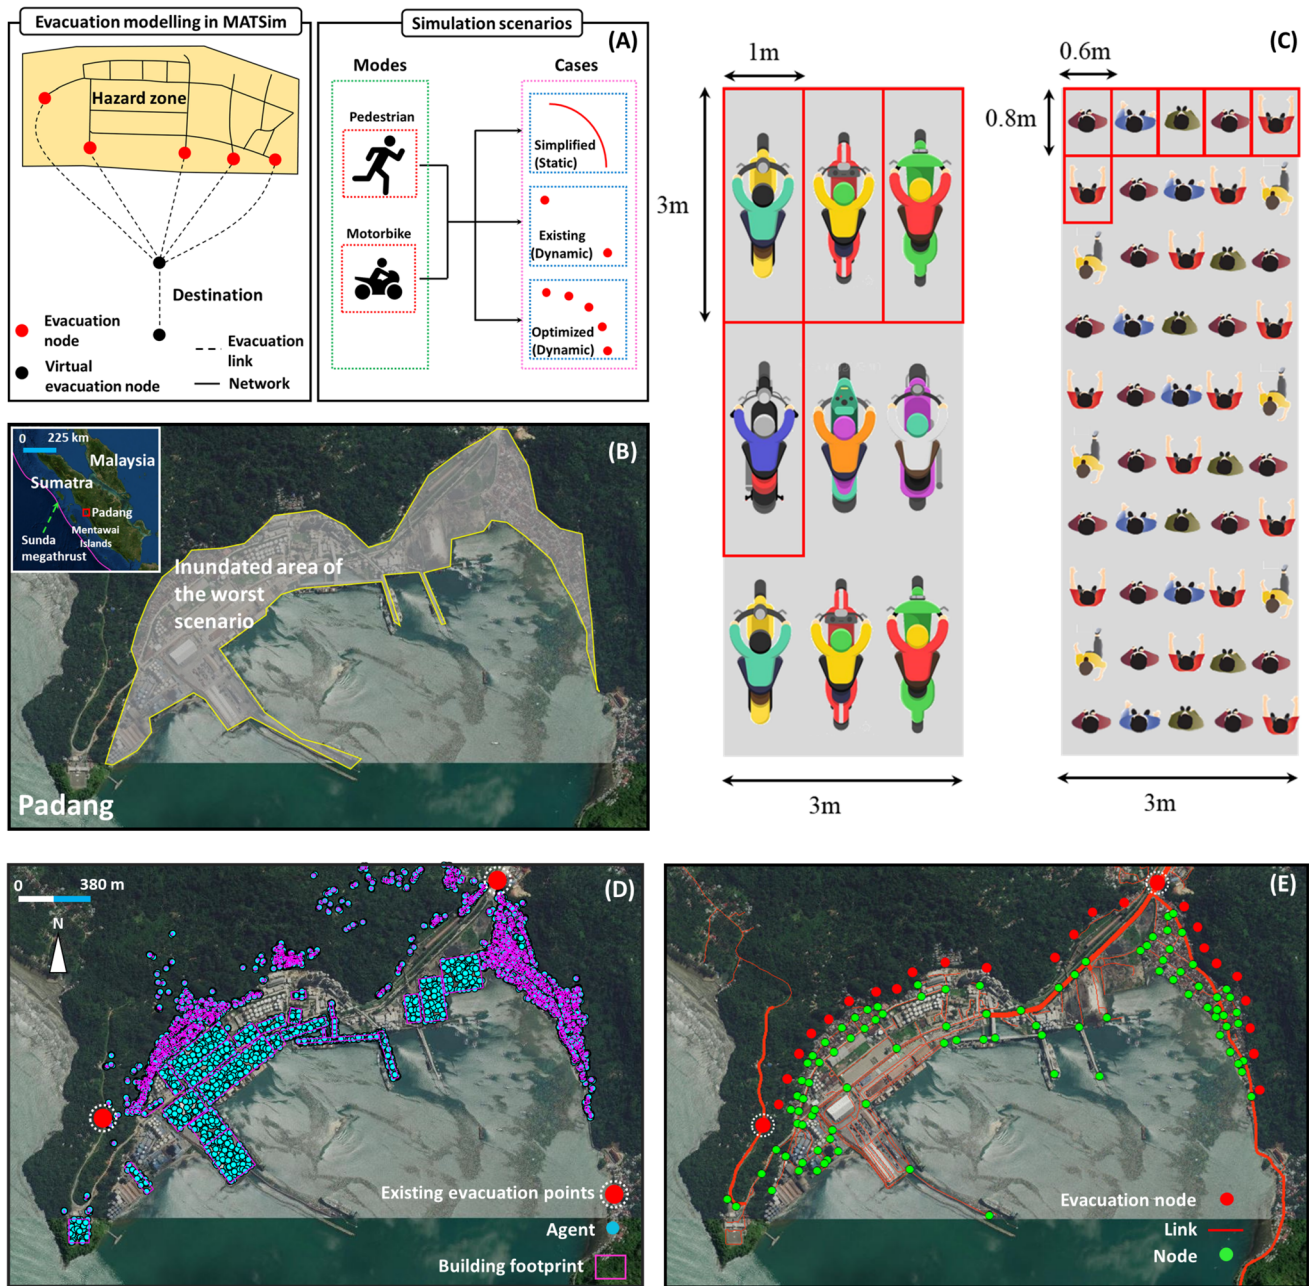 Evacuation modelling in MATSim
Hazard zone
Destination
Evacuation
node
Virtual
evacuation node
Evacuation
link
Network
Simulation scenarios
(A)
Modes
Cases
Pedestrian
Motorbike
Simplified
(Static)
Existing
(Dynamic)
Optimized
(Dynamic)
(B)
0 225 km
Malaysia
Sumatra
Padang
Mentawai
Islands
Sunda
megathrust
Inundated area of
the worst
scenario
Padang
(C)
1m
3m
3m
0.6m
0.8m
3m
(D)
0 380 m
N
Existing evacuation points
Agent
Building footprint
(E)
Evacuation node
Link
Node